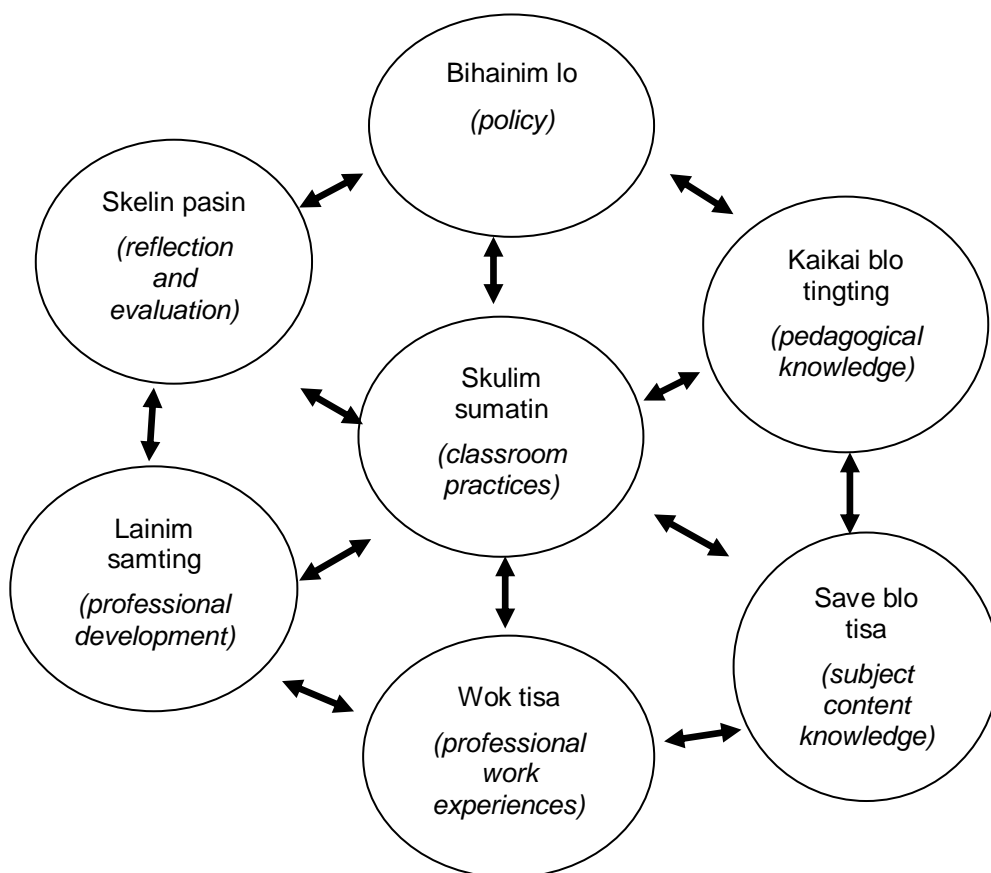 Bihainim lo
(policy)
Skelin pasin
(reflection
and
evaluation)
Kaikai blo
tingting
(pedagogical
knowledge)
Skulim
sumatin
(classroom
practices)
Lainim
samting
(professional
development)
Save blo
tisa
(subject
content
knowledge)
Wok tisa
(professional
work
experiences)